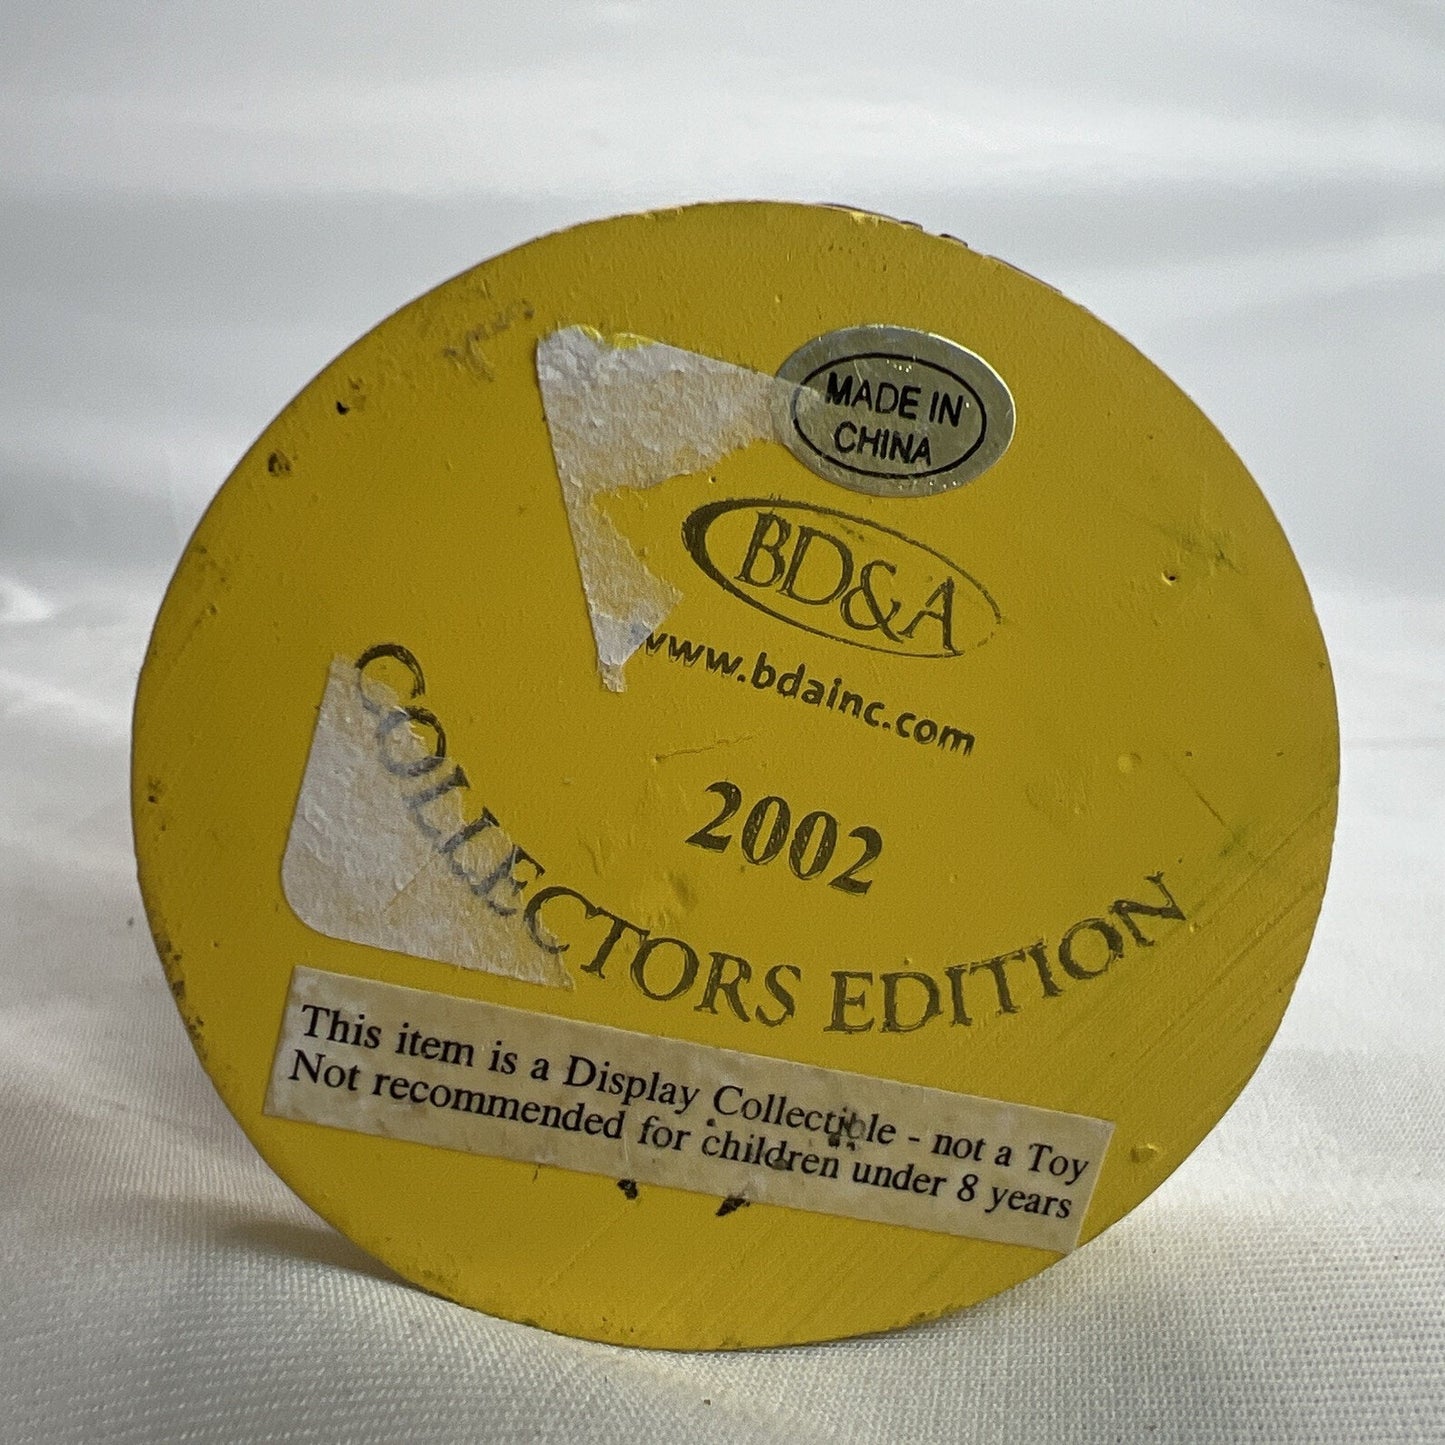 MADE IN
CHINA
BD&A
www.bdainc.com
2002
COLLECTORS EDITION
This item is a Display Collectible - not a Toy
Not recommended for children under 8 years